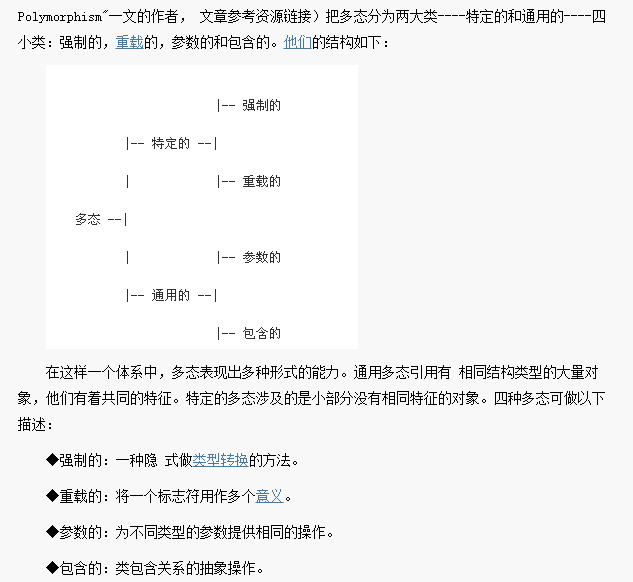 Polymorphism"一文的作者， 文章参考资源链接）把多态分为两大类----特定的和通用的----四
小类：强制的，重载的，参数的和包含的。他们的结构如下：
|-- 强制的
|-- 特定的 --|
| |-- 重载的
多态 --|
| |-- 参数的
|-- 通用的 --|
|-- 包含的
在这样一个体系中，多态表现出多种形式的能力。通用多态引用有 相同结构类型的大量对
象，他们有着共同的特征。特定的多态涉及的是小部分没有相同特征的对象。四种多态可做以下
描述：
◆强制的：一种隐 式做类型转换的方法。
◆重载的：将一个标志符用作多个意义。
◆参数的：为不同类型的参数提供相同的操作。
◆包含的：类包含关系的抽象操作。